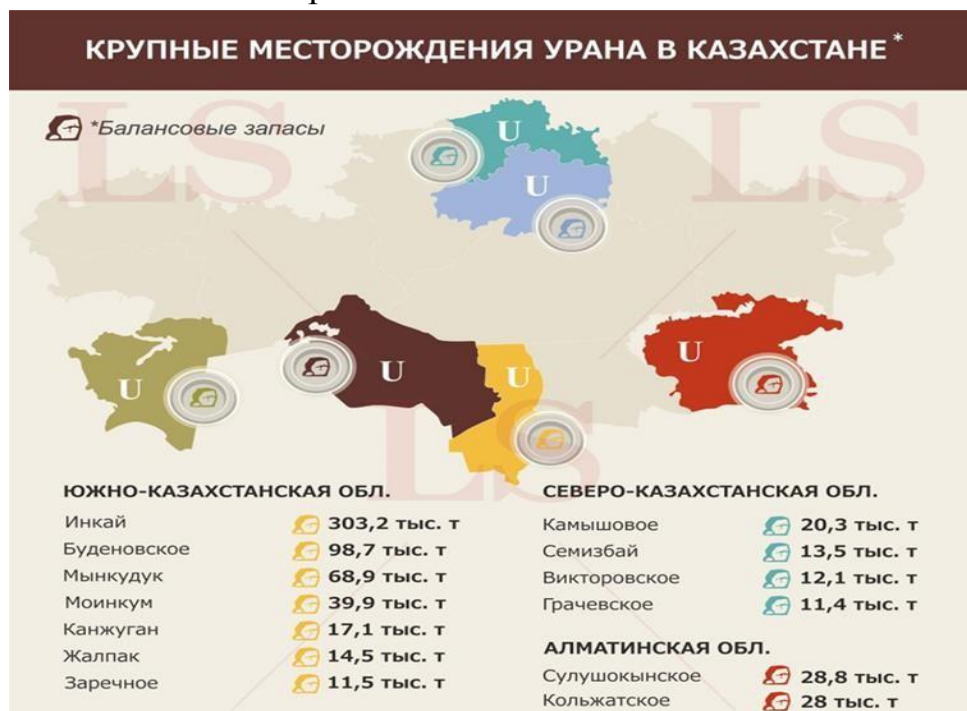 КРУПНЫЕ МЕСТОРОЖДЕНИЯ УРАНА В КАЗАХСТАНЕ*
*Балансовые запасы
LS
LS
U
U
U
U
U
U
LS
ЮЖНО-КАЗАХСТАНСКАЯ ОБЛ.
Инкай 303,2 тыс. т
Буденовское 98,7 тыс. т
Мынкудук 68,9 тыс. т
Моинкум 39,9 тыс. т
Канжуган 17,1 тыс. т
Жалпак 14,5 тыс. т
Заречное 11,5 тыс. т
СЕВЕРО-КАЗАХСТАНСКАЯ ОБЛ.
Камышовое 20,3 тыс. т
Семизбай 13,5 тыс. т
Викторовское 12,1 тыс. т
Грачевское 11,4 тыс. т
АЛМАТИНСКАЯ ОБЛ.
Сулушокынское 28,8 тыс. т
Кольжатское 28 тыс. т